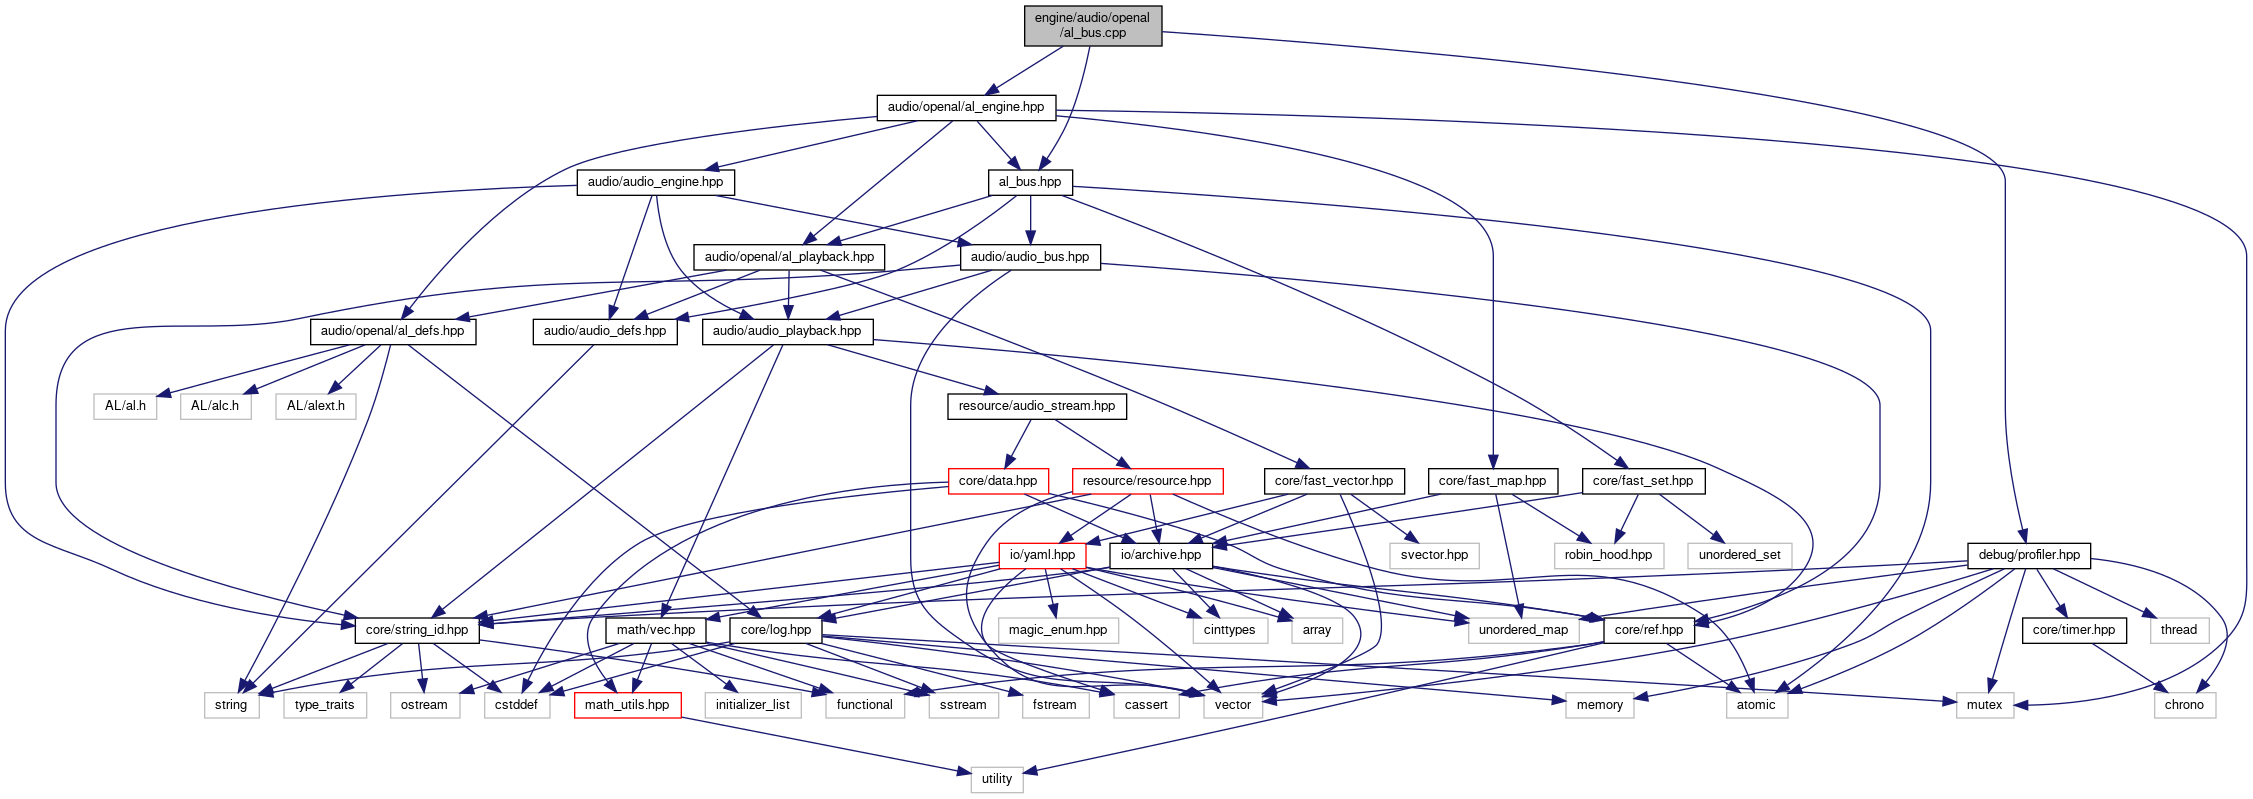 engine/audio/openal
/al_bus.cpp
audio/openal/al_engine.hpp
audio/audio_engine.hpp
al_bus.hpp
audio/openal/al_playback.hpp
audio/audio_bus.hpp
audio/openal/al_defs.hpp
audio/audio_defs.hpp
audio/audio_playback.hpp
AL/al.h
AL/alc.h
AL/alext.h
resource/audio_stream.hpp
core/data.hpp
resource/resource.hpp
core/fast_vector.hpp
core/fast_map.hpp
core/fast_set.hpp
io/yaml.hpp
io/archive.hpp
svector.hpp
robin_hood.hpp
unordered_set
debug/profiler.hpp
core/string_id.hpp
math/vec.hpp
core/log.hpp
magic_enum.hpp
cinttypes
array
unordered_map
core/ref.hpp
core/timer.hpp
thread
string
type_traits
ostream
cstddef
math_utils.hpp
initializer_list
functional
sstream
fstream
cassert
vector
memory
atomic
mutex
chrono
utility